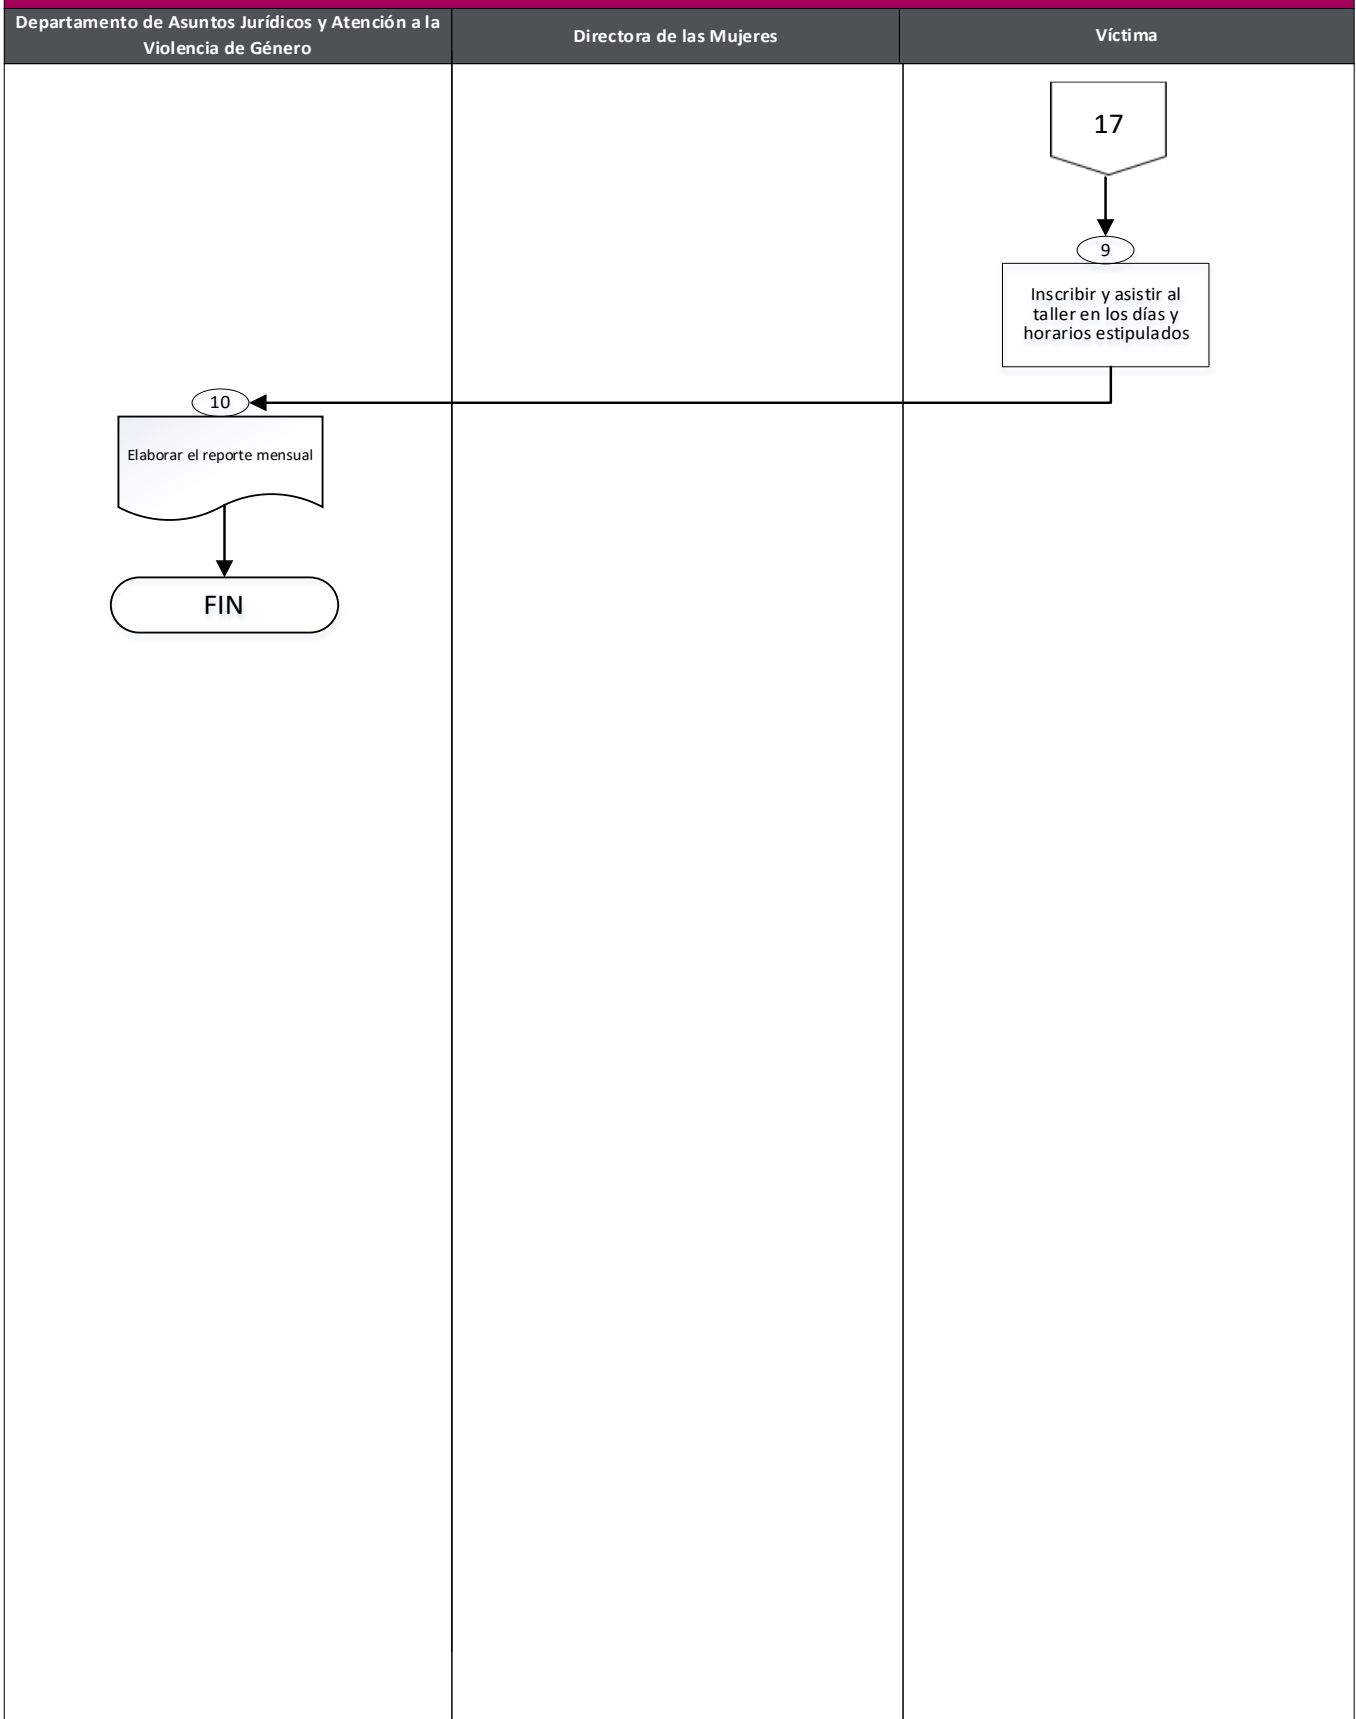 Departamento de Asuntos Jurídicos y Atención a la
Violencia de Género
Directora de las Mujeres
Víctima
17
9
Inscribir y asistir al
taller en los días y
horarios estipulados
10
Elaborar el reporte mensual
FIN